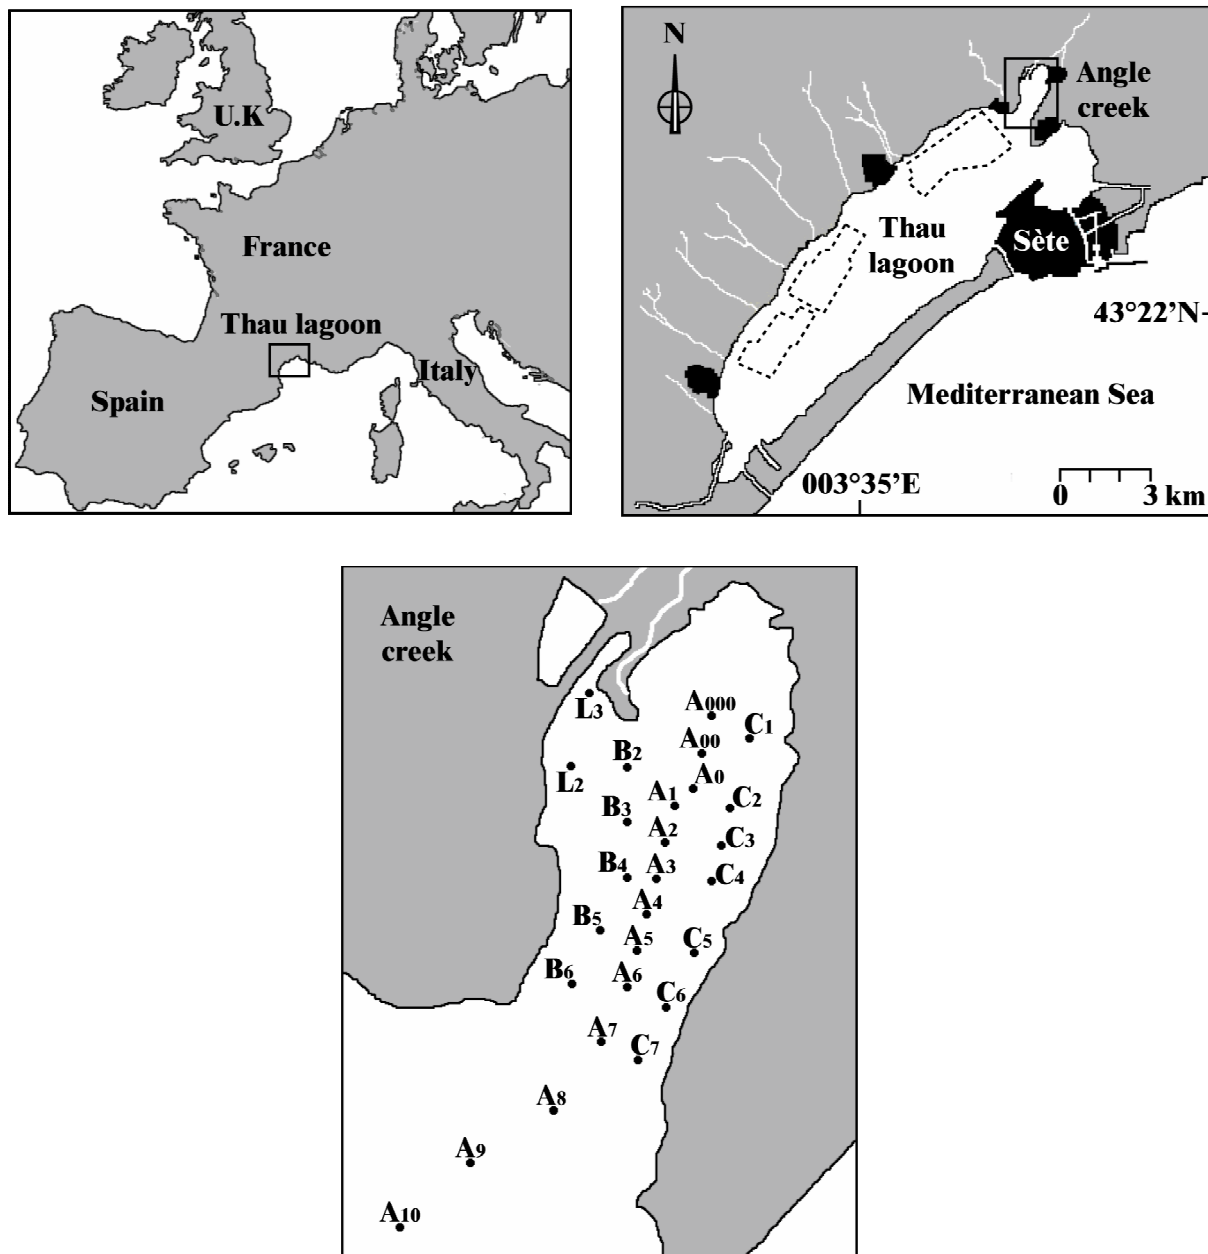 U.K
France
Thau lagoon
Italy
Spain
N
Angle
creek
Thau
lagoon
Sète
43°22’N
Mediterranean Sea
003°35’E
0 3 km
Angle
creek
L3
A000
C1
A00
B2
L2
A0
A1
C2
B3
A2
C3
B4
A3
C4
A4
B5
A5
C5
B6
A6
C6
A7
C7
A8
A9
A10